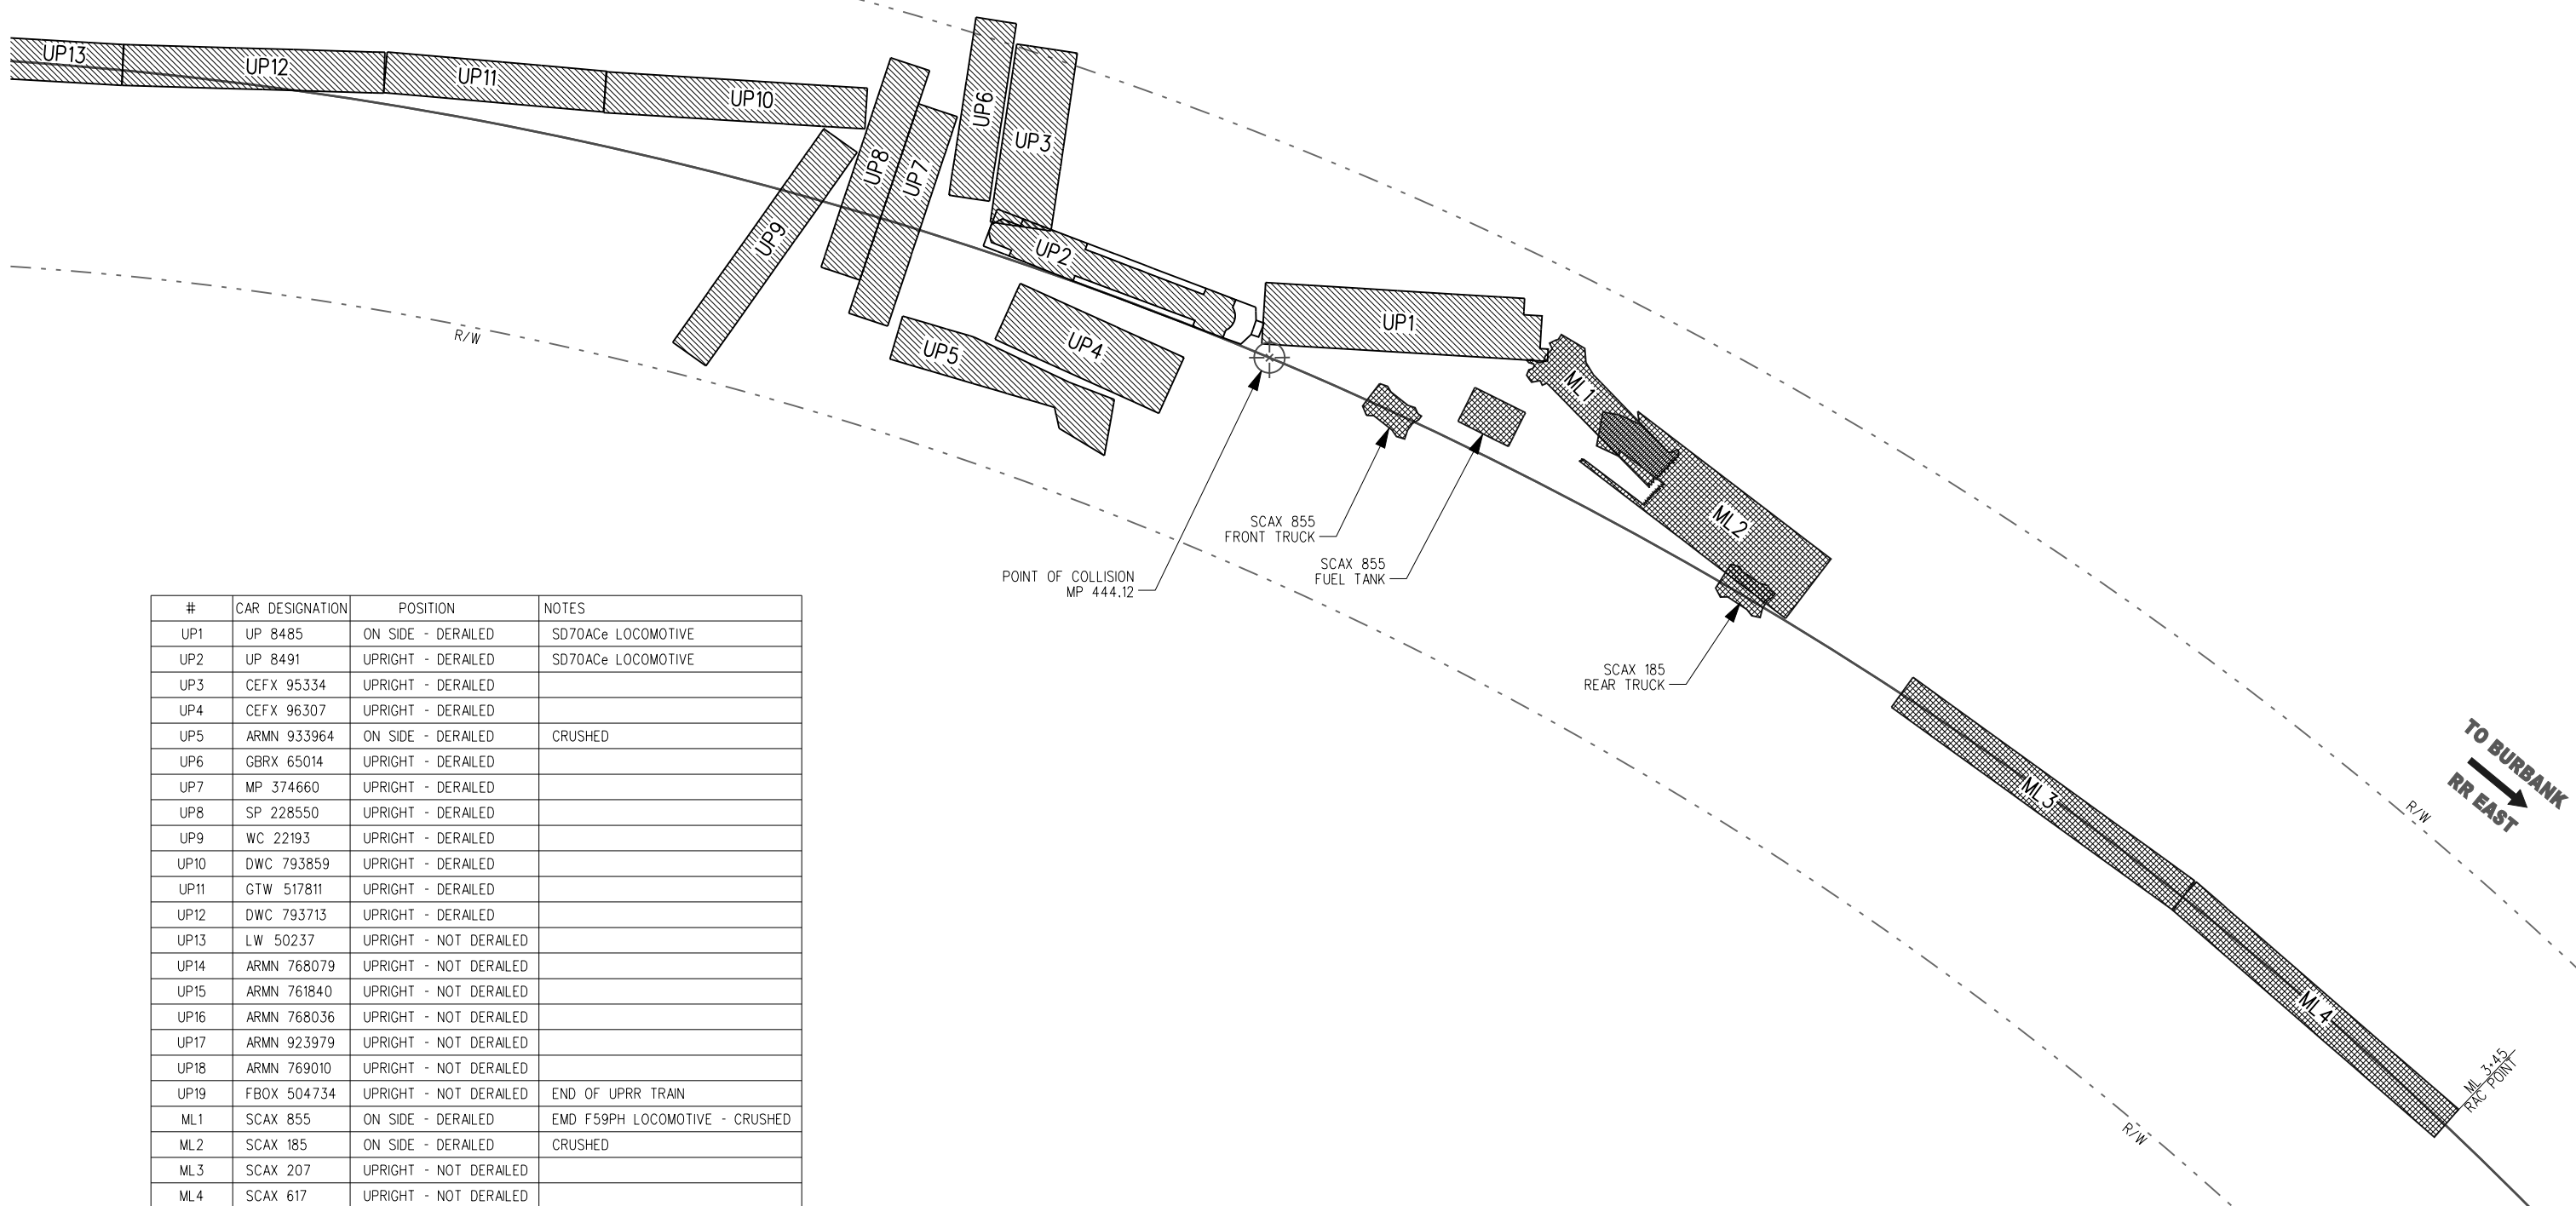 UP13
UP12
UP11
UP10
UP8
UP7
UP6
UP3
UP9
UP2
UP5
UP4
UP1
ML1
ML2
ML3
ML4
R/W
POINT OF COLLISION
MP 444.12
SCAX 855
FRONT TRUCK
SCAX 855
FUEL TANK
SCAX 185
REAR TRUCK
TO BURBANK
RR EAST
R/W
R/W
ML 3+45
RAC POINT
# CAR DESIGNATION POSITION NOTES
UP1 UP 8485 ON SIDE - DERAILED SD70ACe LOCOMOTIVE
UP2 UP 8491 UPRIGHT - DERAILED SD70ACe LOCOMOTIVE
UP3 CEFX 95334 UPRIGHT - DERAILED
UP4 CEFX 96307 UPRIGHT - DERAILED
UP5 ARMN 933964 ON SIDE - DERAILED CRUSHED
UP6 GBRX 65014 UPRIGHT - DERAILED
UP7 MP 374660 UPRIGHT - DERAILED
UP8 SP 228550 UPRIGHT - DERAILED
UP9 WC 22193 UPRIGHT - DERAILED
UP10 DWC 793859 UPRIGHT - DERAILED
UP11 GTW 517811 UPRIGHT - DERAILED
UP12 DWC 793713 UPRIGHT - DERAILED
UP13 LW 50237 UPRIGHT - NOT DERAILED
UP14 ARMN 768079 UPRIGHT - NOT DERAILED
UP15 ARMN 761840 UPRIGHT - NOT DERAILED
UP16 ARMN 768036 UPRIGHT - NOT DERAILED
UP17 ARMN 923979 UPRIGHT - NOT DERAILED
UP18 ARMN 769010 UPRIGHT - NOT DERAILED
UP19 FBOX 504734 UPRIGHT - NOT DERAILED END OF UPRR TRAIN
ML1 SCAX 855 ON SIDE - DERAILED EMD F59PH LOCOMOTIVE - CRUSHED
ML2 SCAX 185 ON SIDE - DERAILED CRUSHED
ML3 SCAX 207 UPRIGHT - NOT DERAILED
ML4 SCAX 617 UPRIGHT - NOT DERAILED